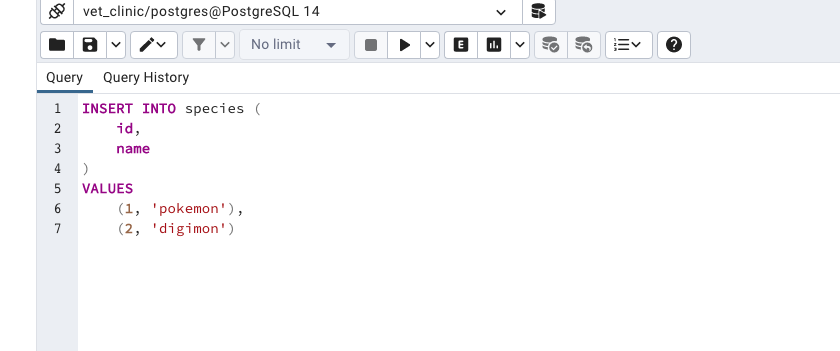 vet_clinic/postgres@PostgreSQL 14
No limit
E
Query Query History
1 INSERT INTO species (
2 id,
3 name
4 )
5 VALUES
6 (1, 'pokemon'),
7 (2, 'digimon')